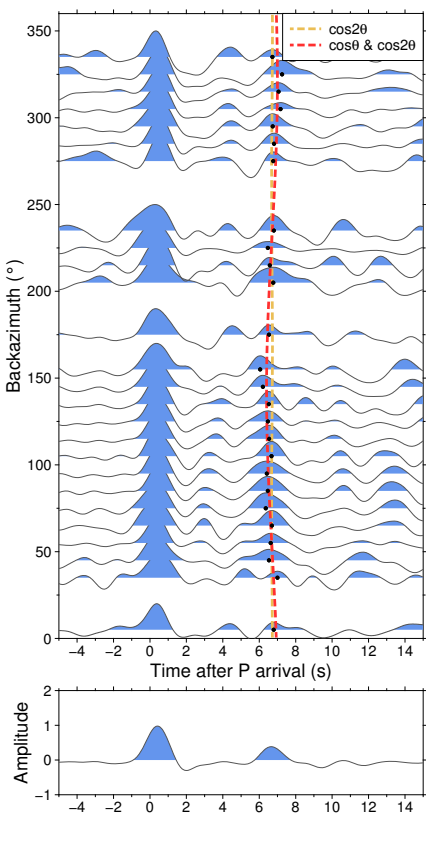 cos2θ
cosθ & cos2θ
350
300
250
200
150
100
50
0
Backazimuth (°)
−4 −2 0 2 4 6 8 10 12 14
Time after P arrival (s)
2
1
0
−1
Amplitude
−4 −2 0 2 4 6 8 10 12 14